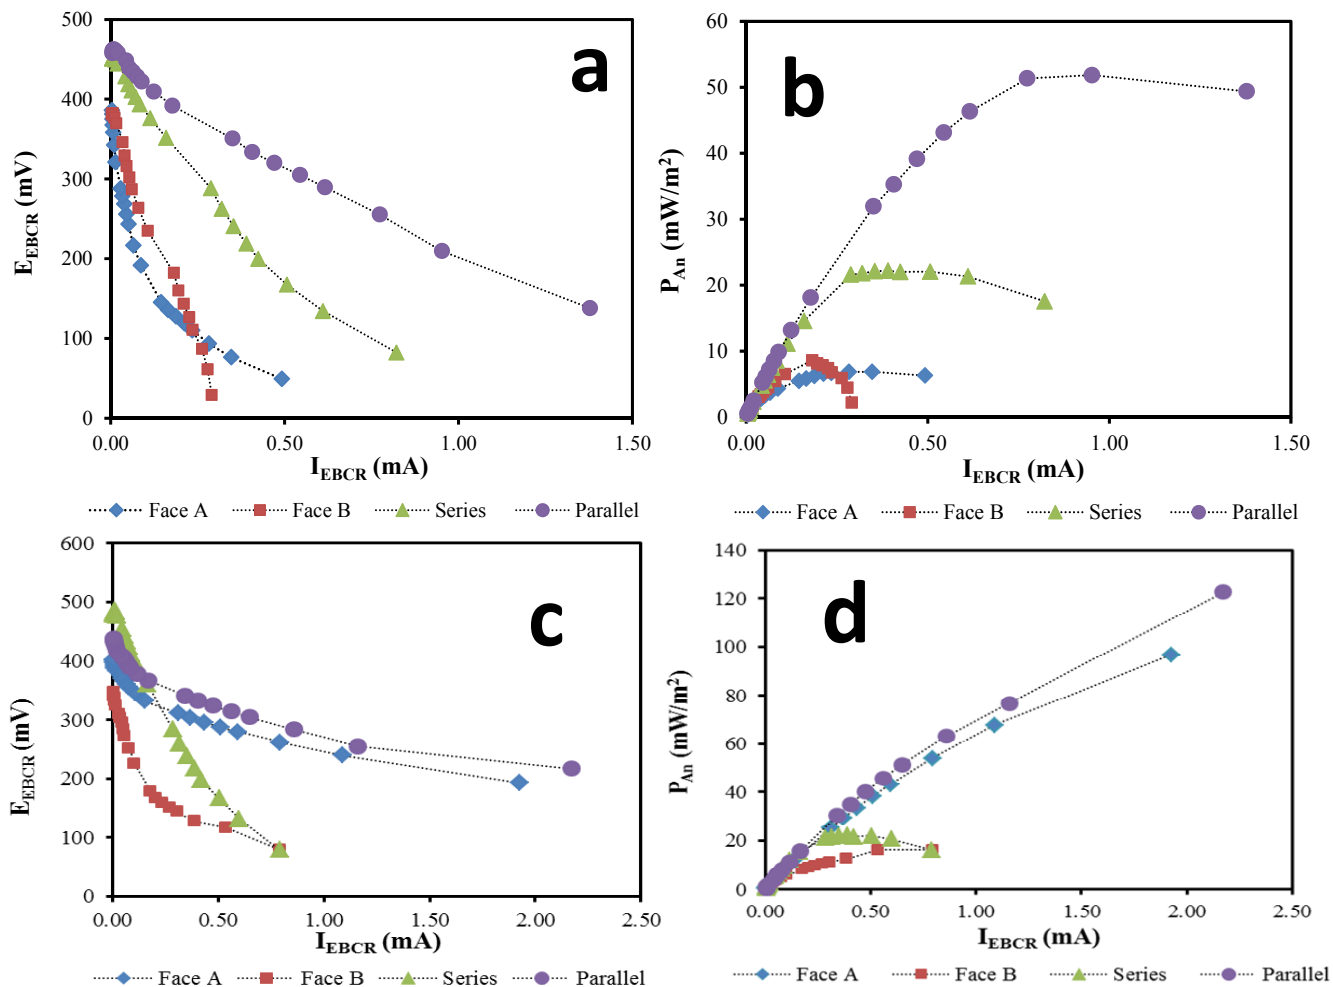 a
E_EBCR (mV)
500
400
300
200
100
0
0.00 0.50 1.00 1.50
I_EBCR (mA)
Face A Face B Series Parallel
b
P_An (mW/m²)
60
50
40
30
20
10
0
0.00 0.50 1.00 1.50
I_EBCR (mA)
Face A Face B Series Parallel
c
E_EBCR (mV)
600
500
400
300
200
100
0
0.00 0.50 1.00 1.50 2.00 2.50
I_EBCR (mA)
Face A Face B Series Parallel
d
P_An (mW/m²)
140
120
100
80
60
40
20
0
0.00 0.50 1.00 1.50 2.00 2.50
I_EBCR (mA)
Face A Face B Series Parallel